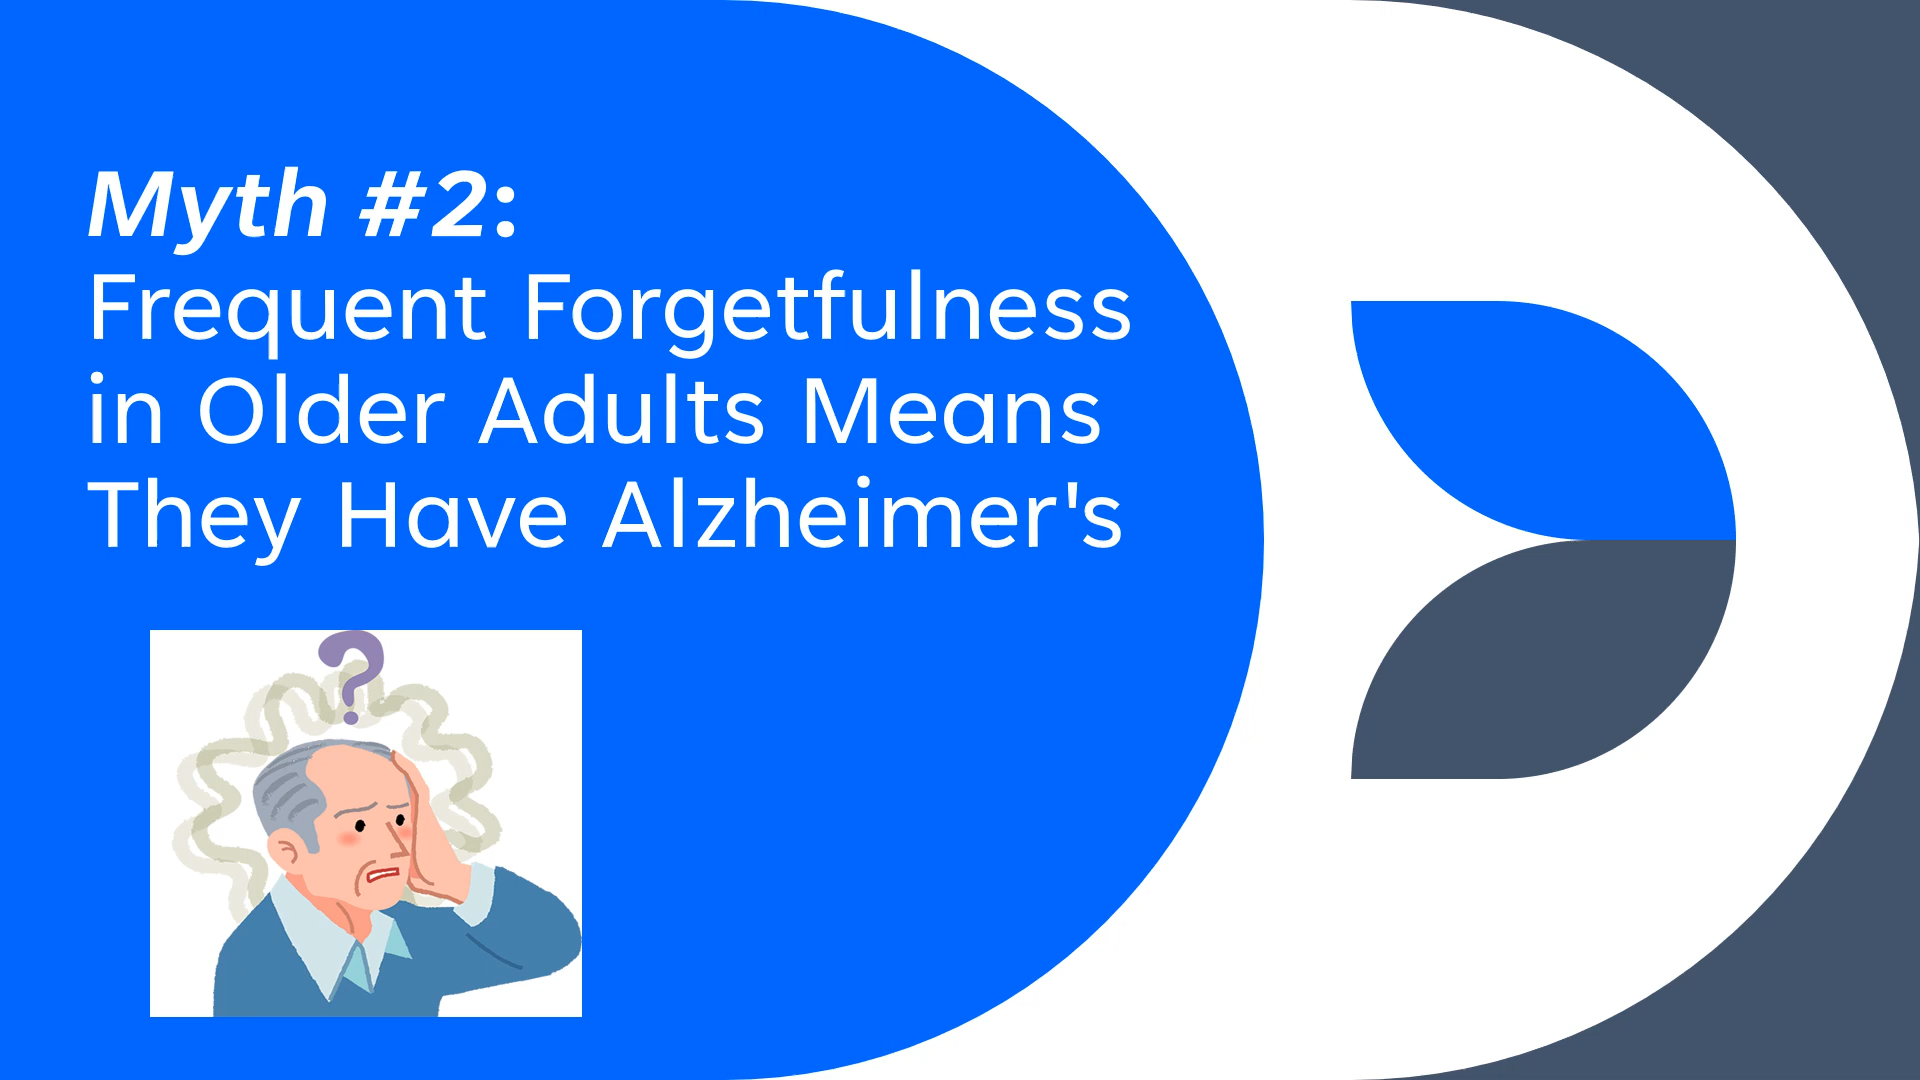 Myth #2:
Frequent Forgetfulness
in Older Adults Means
They Have Alzheimer's
?